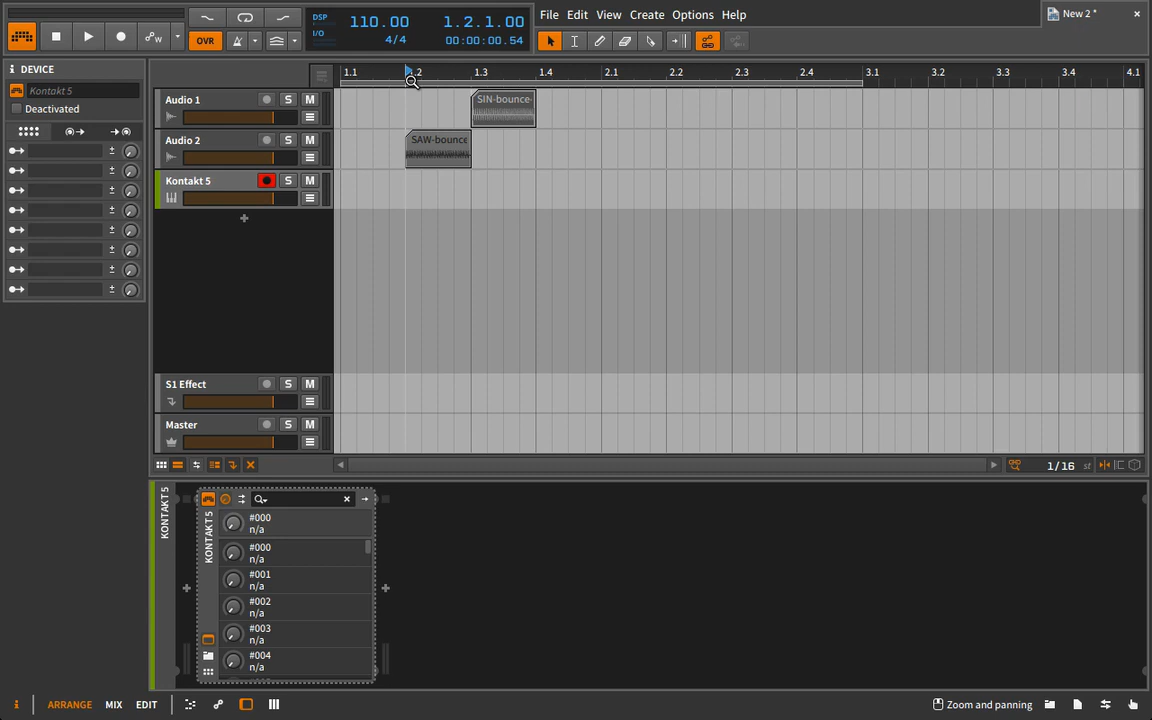 DSP
I/O
110.00
4/4
1.2.1.00
00:00:00.54
File Edit View Create Options Help
New 2 *
OVR
DEVICE
Kontakt 5
Deactivated
1.1 1.2 1.3 1.4 2.1 2.2 2.3 2.4 3.1 3.2 3.3 3.4 4.1
Audio 1 S M
SIN-bounce-
Audio 2 S M
SAW-bounce
Kontakt 5 S M
S1 Effect S M
Master S M
1/16 st
KONTAKT 5
KONTAKT 5
#000
n/a
#000
n/a
#001
n/a
#002
n/a
#003
n/a
#004
n/a
ARRANGE MIX EDIT
Zoom and panning